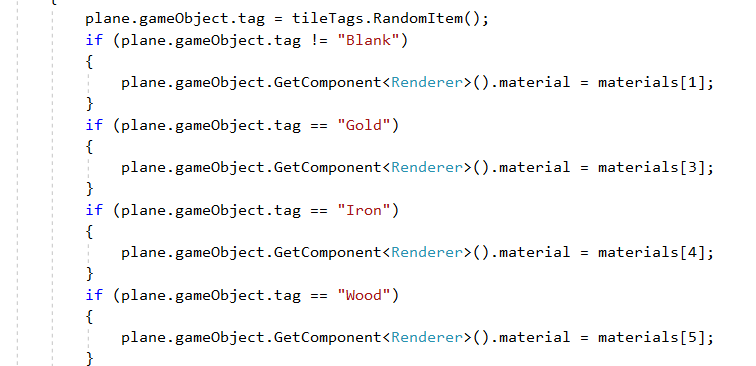 {
plane.gameObject.tag = tileTags.RandomItem();
if (plane.gameObject.tag != "Blank")
{
plane.gameObject.GetComponent<Renderer>().material = materials[1];
}
if (plane.gameObject.tag == "Gold")
{
plane.gameObject.GetComponent<Renderer>().material = materials[3];
}
if (plane.gameObject.tag == "Iron")
{
plane.gameObject.GetComponent<Renderer>().material = materials[4];
}
if (plane.gameObject.tag == "Wood")
{
plane.gameObject.GetComponent<Renderer>().material = materials[5];
}